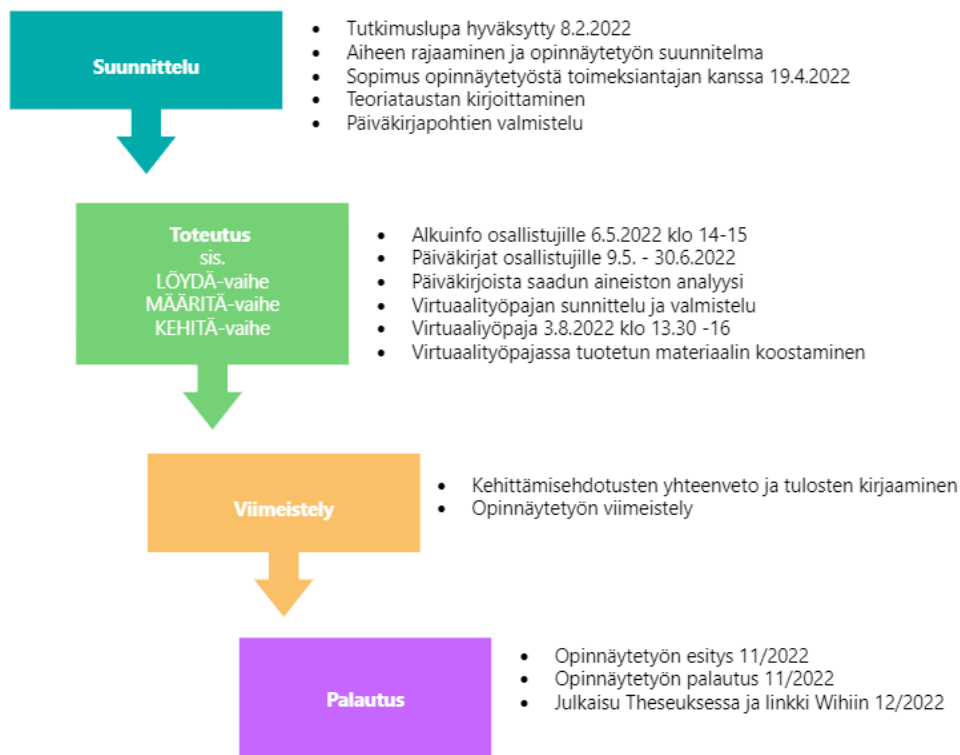 Suunnittelu
• Tutkimuslupa hyväksytty 8.2.2022
• Aiheen rajaaminen ja opinnäytetyön suunnitelma
• Sopimus opinnäytetyöstä toimeksiantajan kanssa 19.4.2022
• Teoriataustan kirjoittaminen
• Päiväkirjapohtien valmistelu
Toteutus
sis.
LÖYDÄ-vaihe
MÄÄRITÄ-vaihe
KEHITÄ-vaihe
• Alkuinfo osallistujille 6.5.2022 klo 14-15
• Päiväkirjat osallistujille 9.5. - 30.6.2022
• Päiväkirjoista saadun aineiston analyysi
• Virtuaalityöpajan sunnittelu ja valmistelu
• Virtuaaliyöpaja 3.8.2022 klo 13.30 -16
• Virtuaalityöpajassa tuotetun materiaalin koostaminen
Viimeistely
• Kehittämisehdotusten yhteenveto ja tulosten kirjaaminen
• Opinnäytetyön viimeistely
Palautus
• Opinnäytetyön esitys 11/2022
• Opinnäytetyön palautus 11/2022
• Julkaisu Theseuksessa ja linkki Wihiin 12/2022